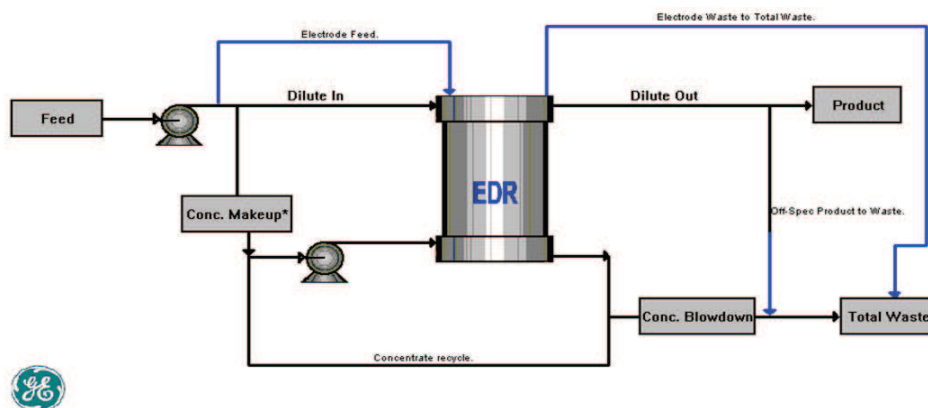 Electrode Waste to Total Waste.
Electrode Feed.
Dilute In
Dilute Out
Feed
Product
EDR
Conc. Makeup*
Off-Spec Product to Waste.
Conc. Blowdown
Total Waste
Concentrate recycle.
GE